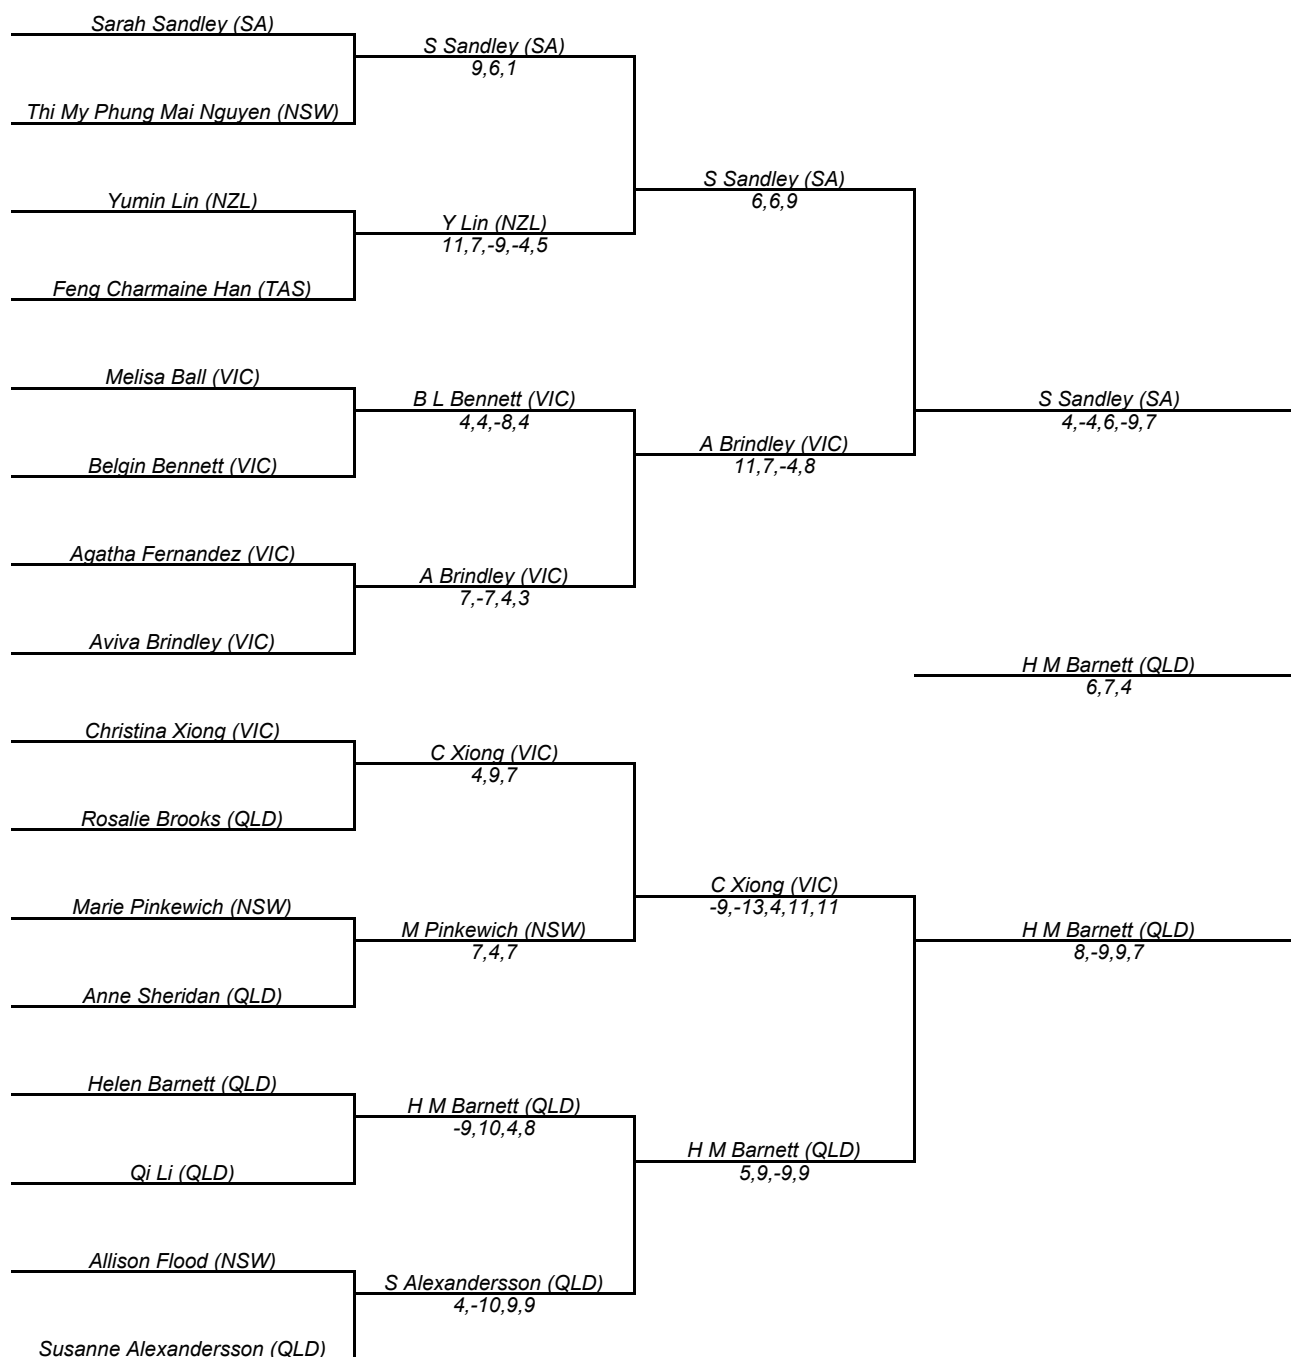 Sarah Sandley (SA)
S Sandley (SA)
9,6,1
Thi My Phung Mai Nguyen (NSW)
S Sandley (SA)
6,6,9
Yumin Lin (NZL)
Y Lin (NZL)
11,7,-9,-4,5
Feng Charmaine Han (TAS)
Melisa Ball (VIC)
B L Bennett (VIC)
4,4,-8,4
S Sandley (SA)
4,-4,6,-9,7
A Brindley (VIC)
11,7,-4,8
Belgin Bennett (VIC)
Agatha Fernandez (VIC)
A Brindley (VIC)
7,-7,4,3
Aviva Brindley (VIC)
H M Barnett (QLD)
6,7,4
Christina Xiong (VIC)
C Xiong (VIC)
4,9,7
Rosalie Brooks (QLD)
C Xiong (VIC)
-9,-13,4,11,11
Marie Pinkewich (NSW)
M Pinkewich (NSW)
7,4,7
H M Barnett (QLD)
8,-9,9,7
Anne Sheridan (QLD)
Helen Barnett (QLD)
H M Barnett (QLD)
-9,10,4,8
H M Barnett (QLD)
5,9,-9,9
Qi Li (QLD)
Allison Flood (NSW)
S Alexandersson (QLD)
4,-10,9,9
Susanne Alexandersson (QLD)